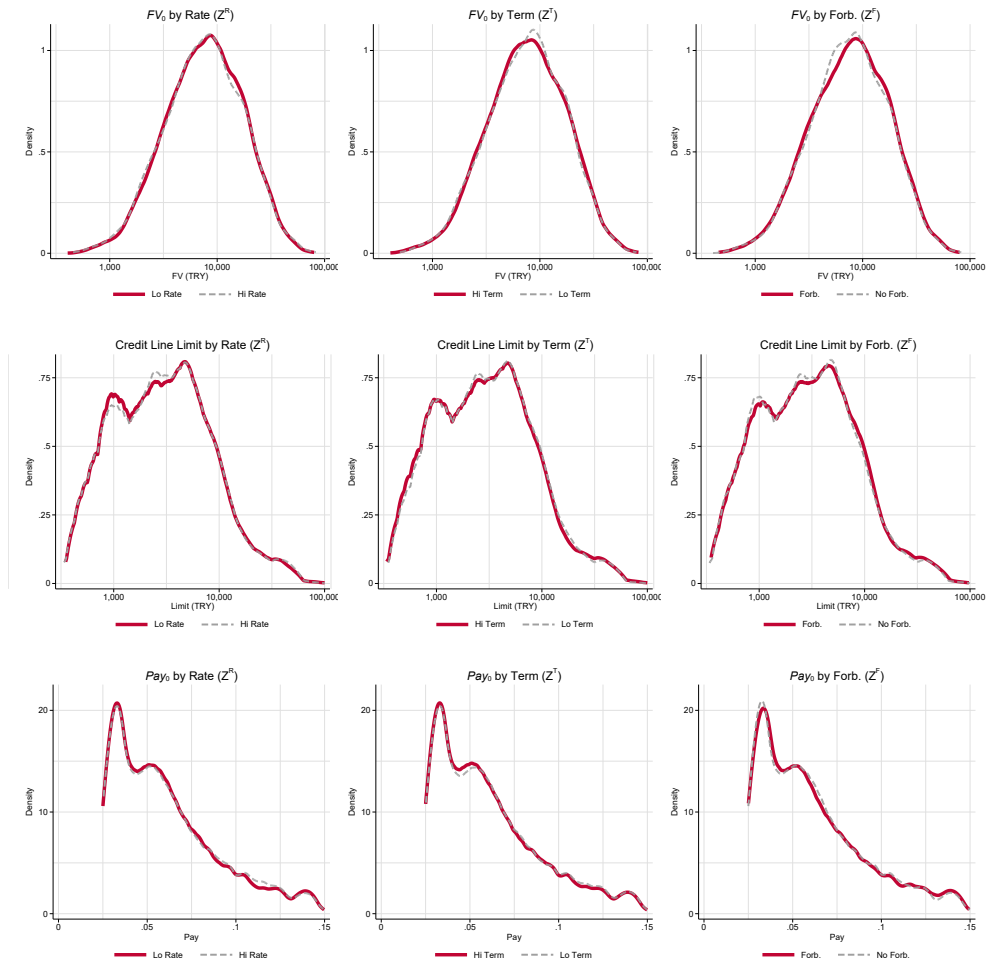 FV₀ by Rate (Zᴿ)
Density
1
.5
0
1,000 10,000 100,000
FV (TRY)
Lo Rate Hi Rate
FV₀ by Term (Zᵀ)
Density
1
.5
0
1,000 10,000 100,000
FV (TRY)
Hi Term Lo Term
FV₀ by Forb. (Zᶠ)
Density
1
.5
0
1,000 10,000 100,000
FV (TRY)
Forb. No Forb.
Credit Line Limit by Rate (Zᴿ)
Density
.75
.5
.25
0
1,000 10,000 100,000
Limit (TRY)
Lo Rate Hi Rate
Credit Line Limit by Term (Zᵀ)
Density
.75
.5
.25
0
1,000 10,000 100,000
Limit (TRY)
Hi Term Lo Term
Credit Line Limit by Forb. (Zᶠ)
Density
.75
.5
.25
0
1,000 10,000 100,000
Limit (TRY)
Forb. No Forb.
Pay₀ by Rate (Zᴿ)
Density
20
10
0
0 .05 .1 .15
Pay
Lo Rate Hi Rate
Pay₀ by Term (Zᵀ)
Density
20
10
0
0 .05 .1 .15
Pay
Hi Term Lo Term
Pay₀ by Forb. (Zᶠ)
Density
20
10
0
0 .05 .1 .15
Pay
Forb. No Forb.